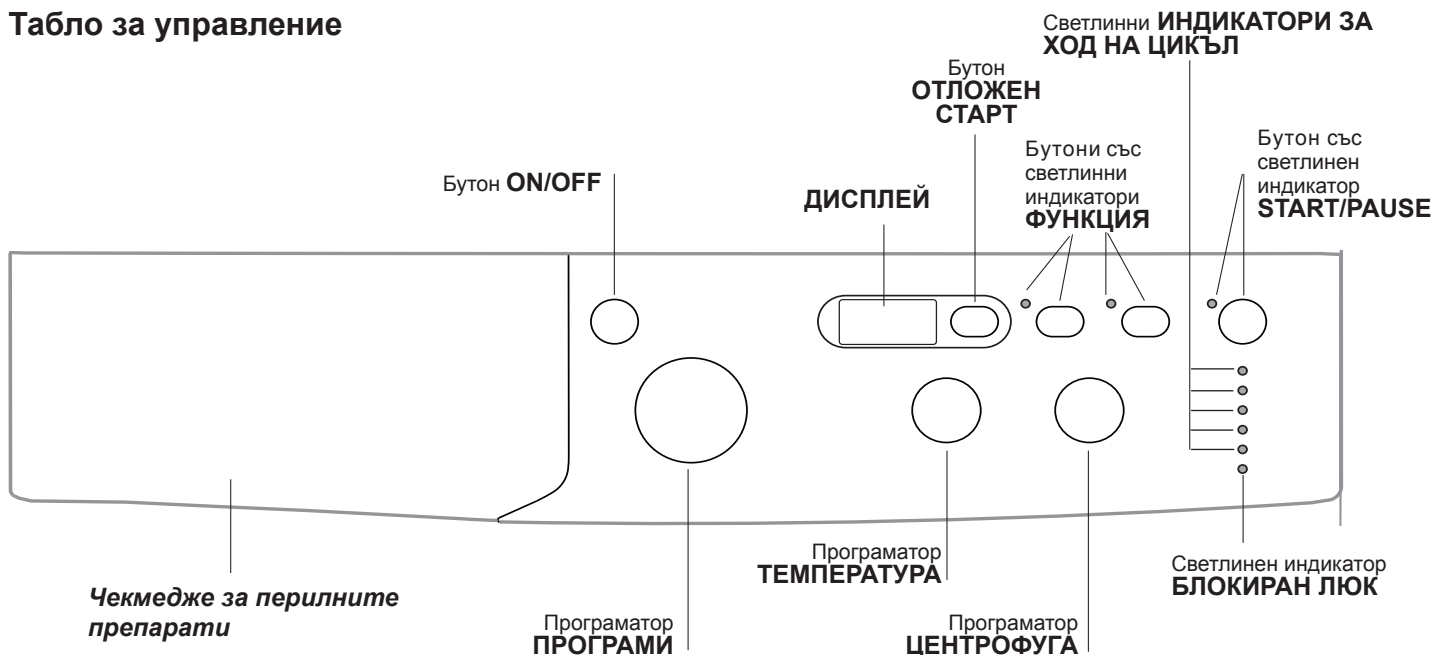 Табло за управление
Светлинни ИНДИКАТОРИ ЗА
ХОД НА ЦИКЪЛ
Бутон
ОТЛОЖЕН
СТАРТ
Бутони със
светлинни
индикатори
ФУНКЦИЯ
Бутон със
светлинен
индикатор
START/PAUSE
Бутон ON/OFF
ДИСПЛЕЙ
Чекмедже за перилните
препарати
Програматор
ПРОГРАМИ
Програматор
ТЕМПЕРАТУРА
Програматор
ЦЕНТРОФУГА
Светлинен индикатор
БЛОКИРАН ЛЮК